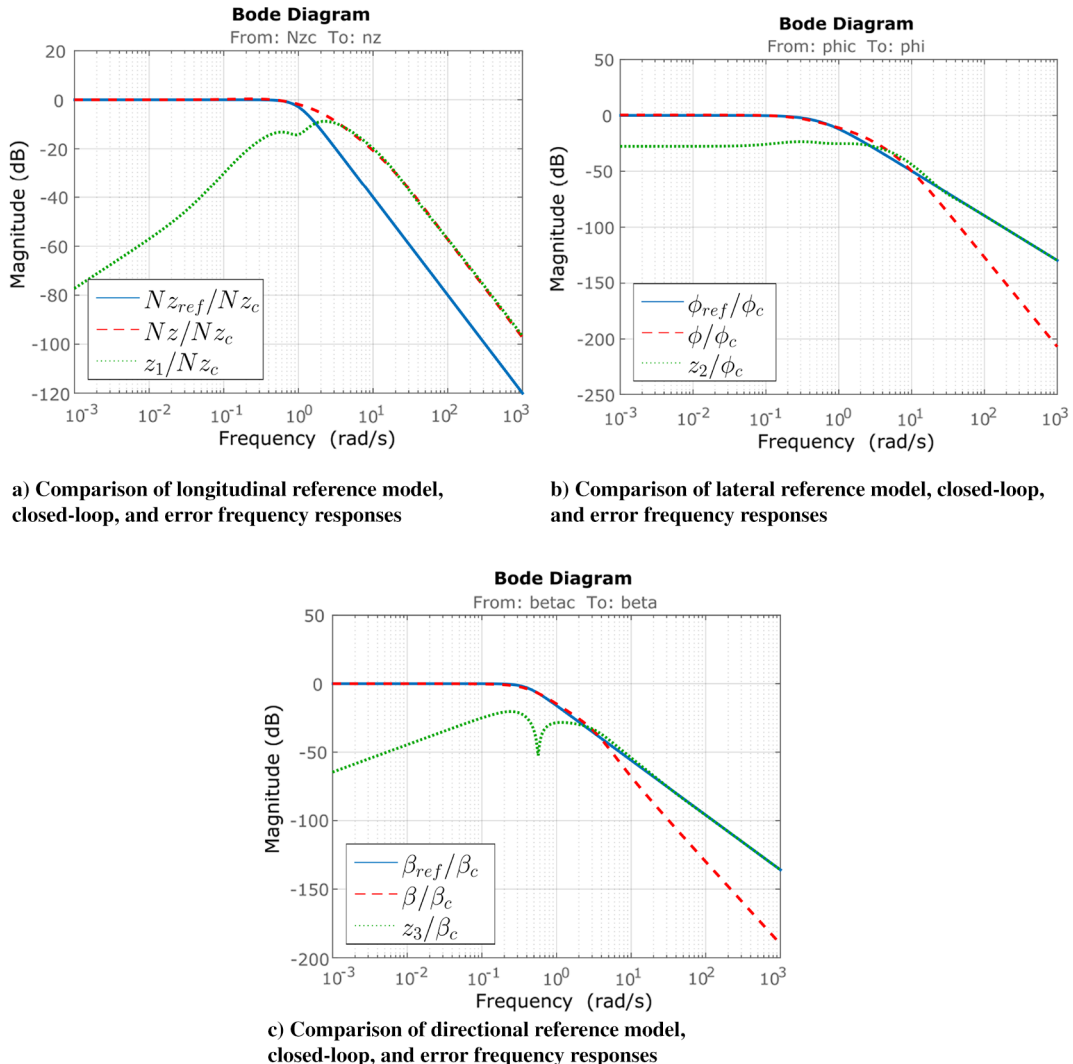 Bode Diagram
From: Nzc To: nz
20
0
-20
-40
-60
-80
-100
-120
Magnitude (dB)
Nz_ref/Nz_c
Nz/Nz_c
z_1/Nz_c
10^-3 10^-2 10^-1 10^0 10^1 10^2 10^3
Frequency (rad/s)
a) Comparison of longitudinal reference model,
closed-loop, and error frequency responses
Bode Diagram
From: phic To: phi
50
0
-50
-100
-150
-200
-250
Magnitude (dB)
ϕ_ref/ϕ_c
ϕ/ϕ_c
z_2/ϕ_c
10^-3 10^-2 10^-1 10^0 10^1 10^2 10^3
Frequency (rad/s)
b) Comparison of lateral reference model, closed-loop,
and error frequency responses
Bode Diagram
From: betac To: beta
50
0
-50
-100
-150
-200
Magnitude (dB)
β_ref/β_c
β/β_c
z_3/β_c
10^-3 10^-2 10^-1 10^0 10^1 10^2 10^3
Frequency (rad/s)
c) Comparison of directional reference model,
closed-loop, and error frequency responses